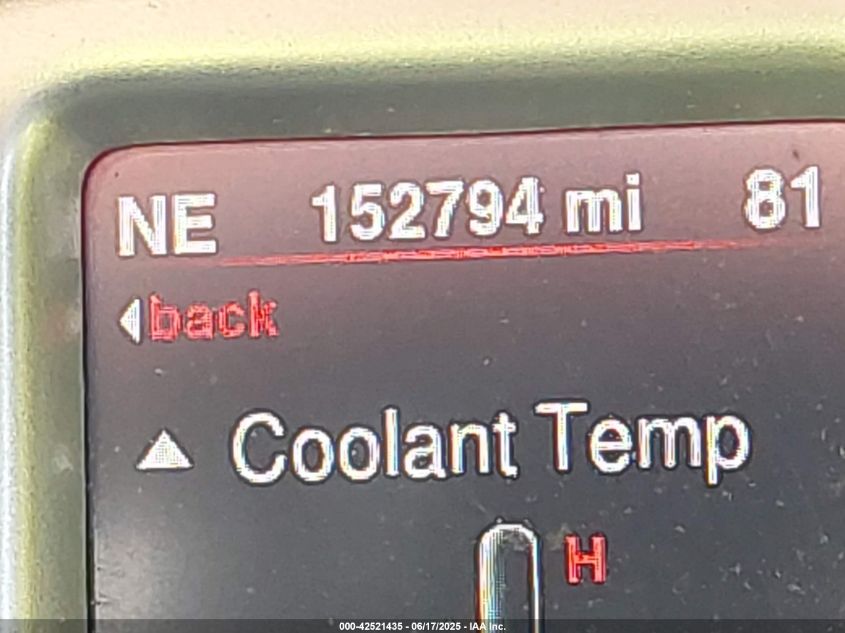 NE 152794 mi 81
back
Coolant Temp
H
000-42521435 - 06/17/2025 - IAA Inc.